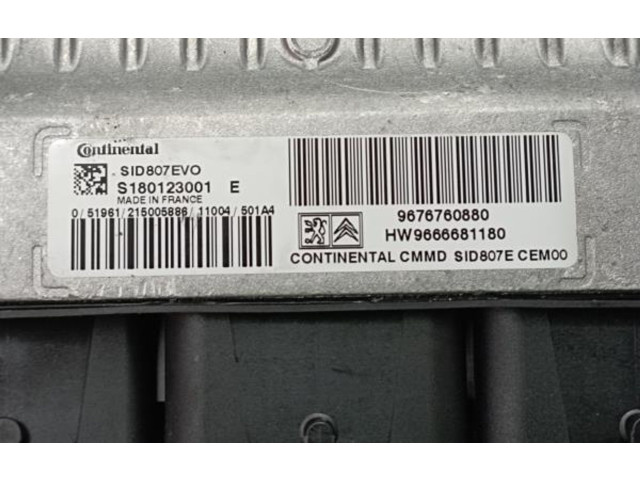 Continental
SID807EVO
S180123001 E
MADE IN FRANCE
0/51961/215005886/11004/501A4
9676760880
HW9666681180
CONTINENTAL CMMD SID807E CEM00